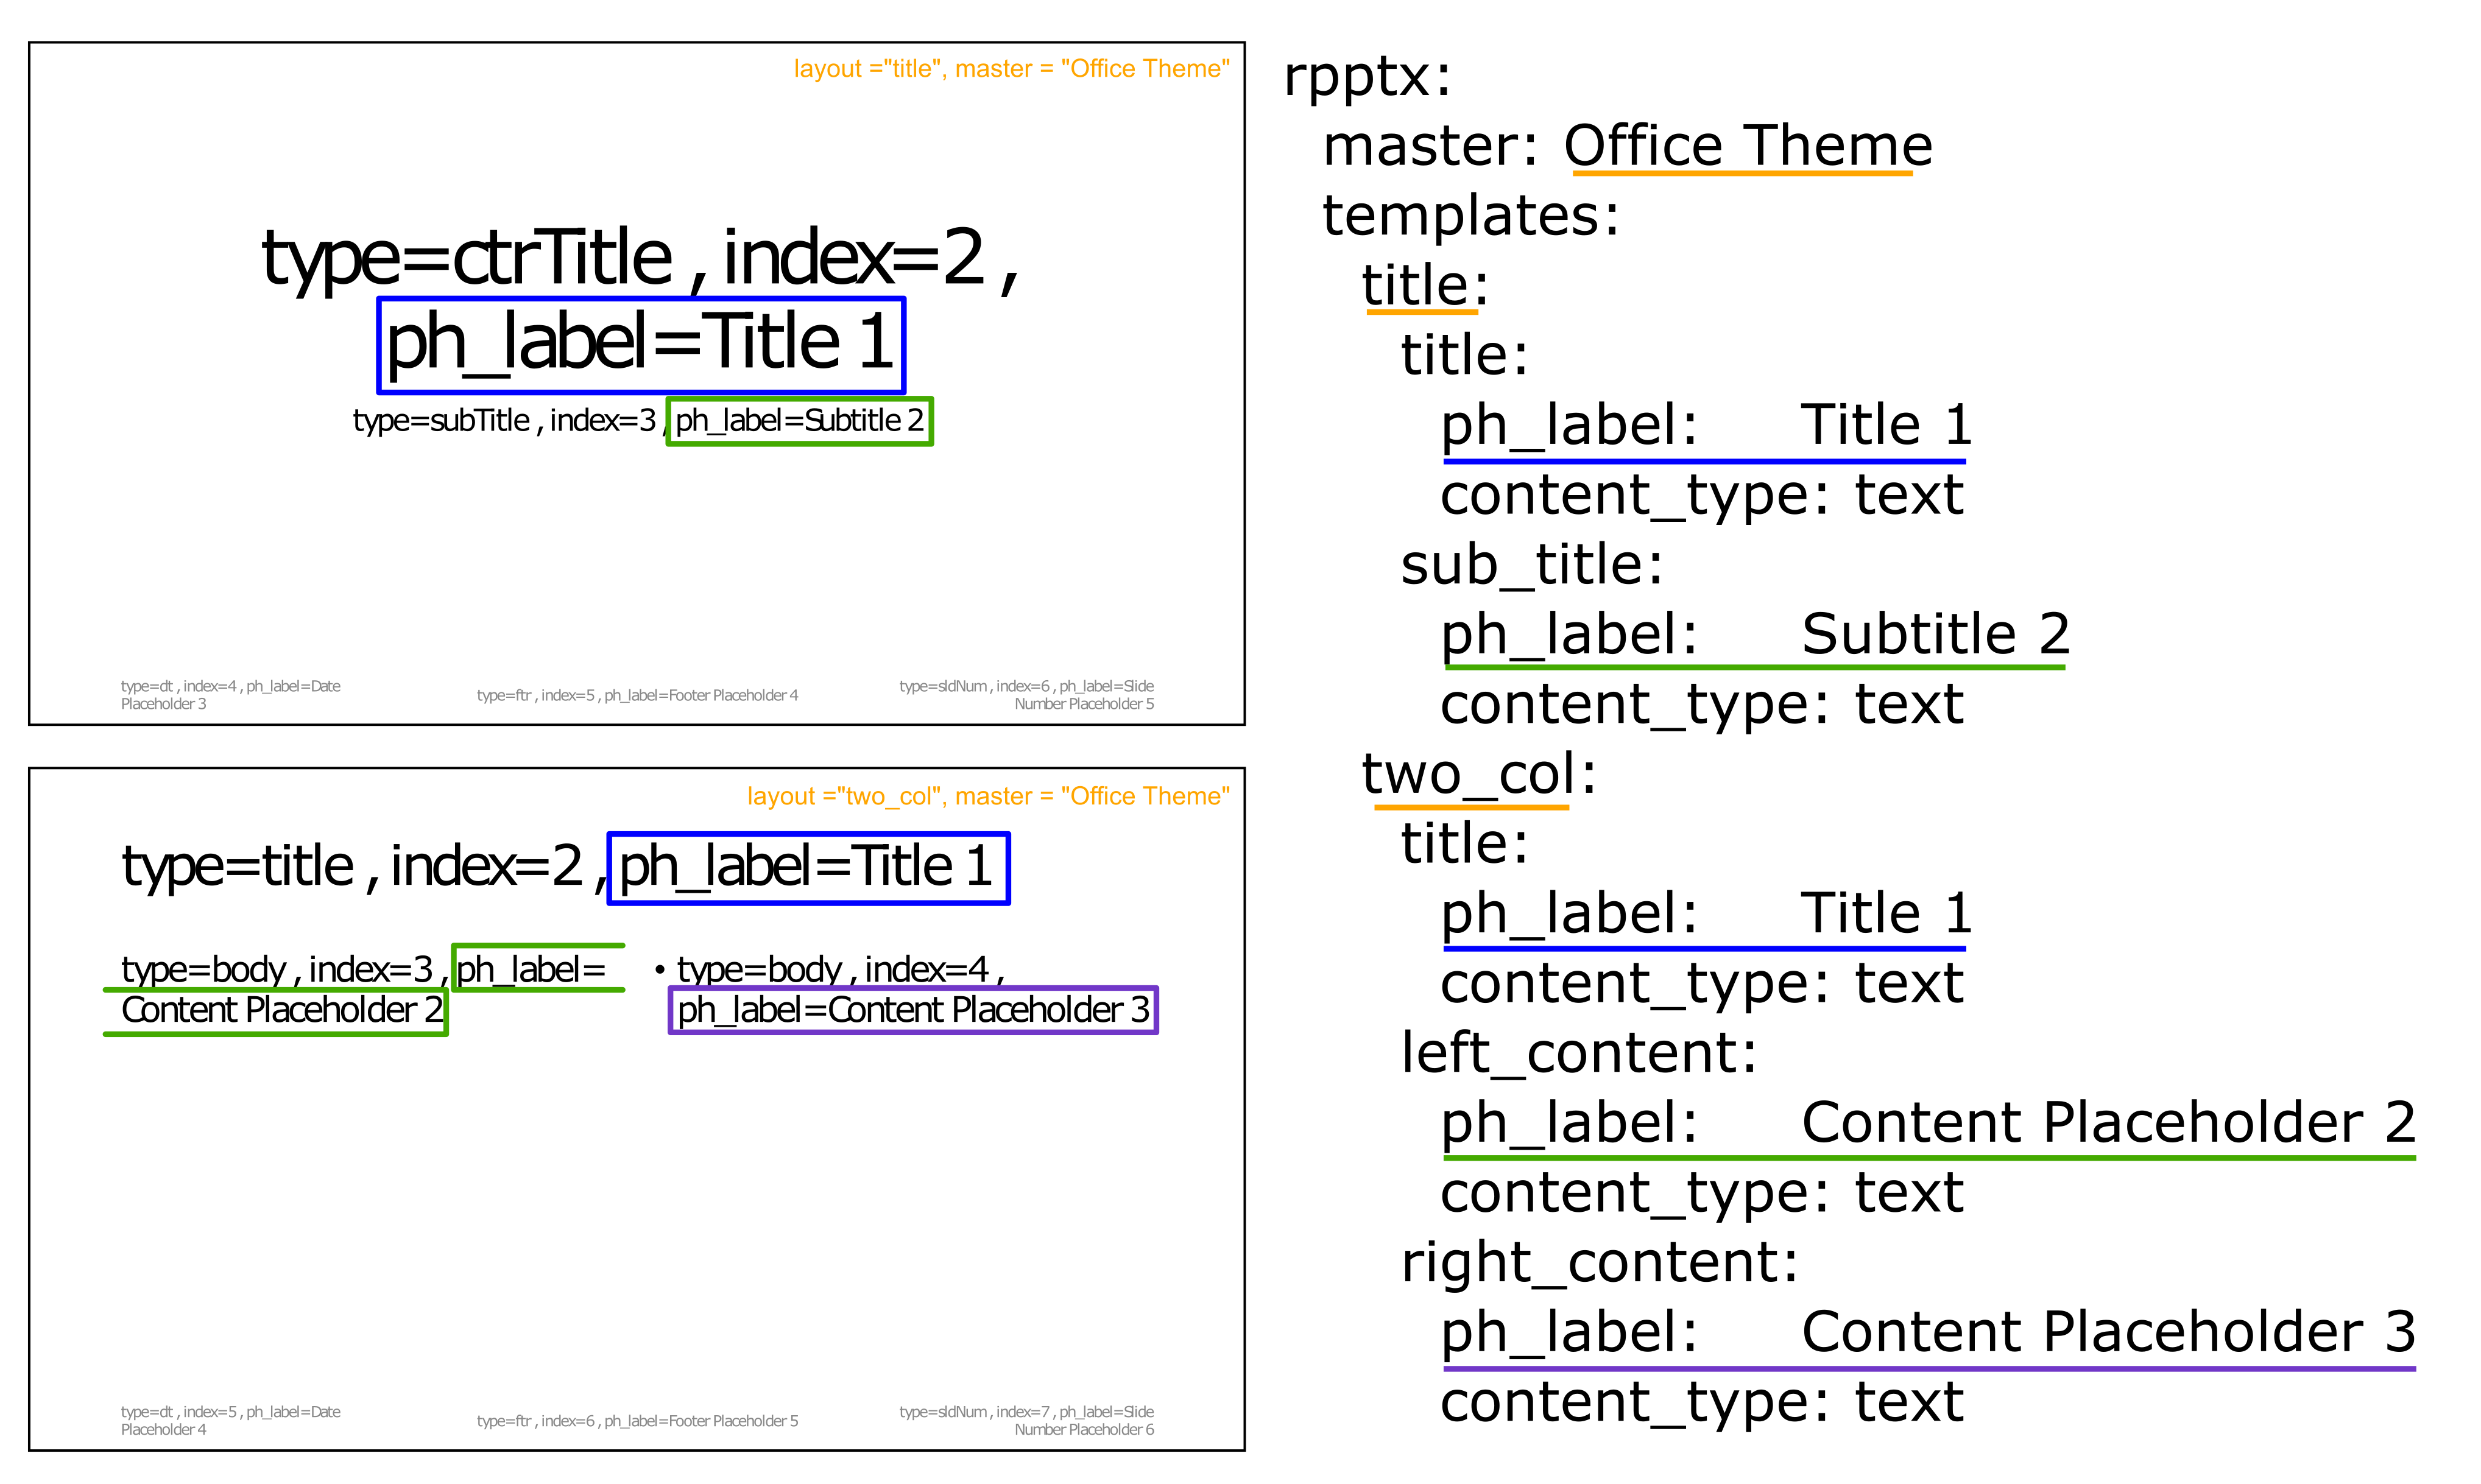 layout ="title", master = "Office Theme"
type=ctrTitle , index=2 ,
ph_label=Title 1
type=subTitle , index=3 , ph_label=Subtitle 2
type=dt , index=4 , ph_label=Date
Placeholder 3
type=ftr , index=5 , ph_label=Footer Placeholder 4
type=sldNum , index=6 , ph_label=Slide
Number Placeholder 5
layout ="two_col", master = "Office Theme"
type=title , index=2 , ph_label=Title 1
type=body , index=3 , ph_label=
Content Placeholder 2
• type=body , index=4 ,
ph_label=Content Placeholder 3
type=dt , index=5 , ph_label=Date
Placeholder 4
type=ftr , index=6 , ph_label=Footer Placeholder 5
type=sldNum , index=7 , ph_label=Slide
Number Placeholder 6
rpptx:
master: Office Theme
templates:
title:
title:
ph_label: Title 1
content_type: text
sub_title:
ph_label: Subtitle 2
content_type: text
two_col:
title:
ph_label: Title 1
content_type: text
left_content:
ph_label: Content Placeholder 2
content_type: text
right_content:
ph_label: Content Placeholder 3
content_type: text